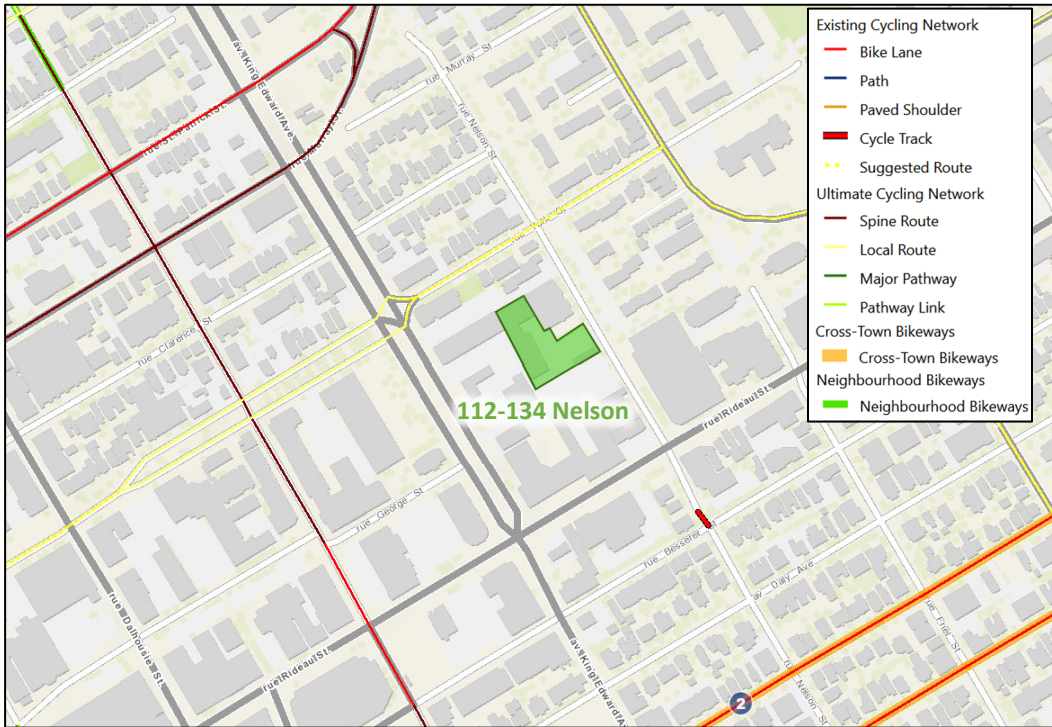 Existing Cycling Network
Bike Lane
Path
Paved Shoulder
Cycle Track
Suggested Route
Ultimate Cycling Network
Spine Route
Local Route
Major Pathway
Pathway Link
Cross-Town Bikeways
Cross-Town Bikeways
Neighbourhood Bikeways
Neighbourhood Bikeways
av. King Edward Ave.
rue Murray St
rue Nelson St
rue St. Patrick St.
rue Clarence St
112-134 Nelson
rue Rideau St.
rue George St
rue Besserer St
av Daly Ave
rue Dalhousie St.
rue Rideau St.
av. King Edward Av
rue Nelson St
rue Friel St
2